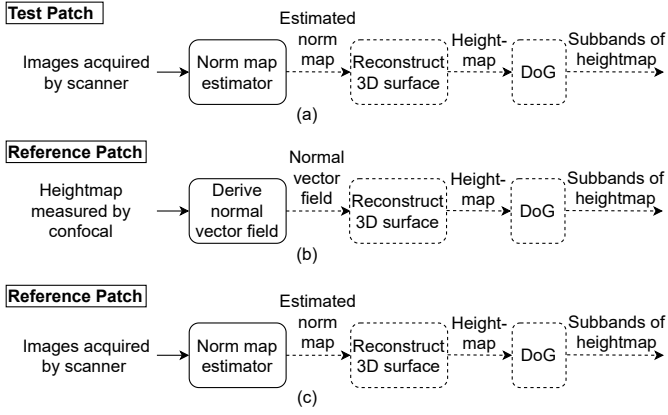 Test Patch
Images acquired
by scanner
Norm map
estimator
Estimated
norm
map
Reconstruct
3D surface
Height-
map
DoG
Subbands of
heightmap
(a)
Reference Patch
Heightmap
measured by
confocal
Derive
normal
vector field
Normal
vector
field
Reconstruct
3D surface
Height-
map
DoG
Subbands of
heightmap
(b)
Reference Patch
Images acquired
by scanner
Norm map
estimator
Estimated
norm
map
Reconstruct
3D surface
Height-
map
DoG
Subbands of
heightmap
(c)